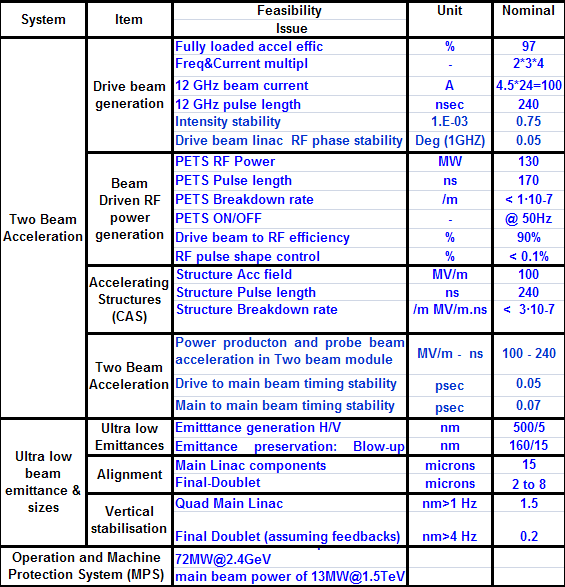 System Item Feasibility Unit Nominal
Issue
Two Beam Acceleration
Drive beam generation
Fully loaded accel effic % 97
Freq&Current multipl - 2*3*4
12 GHz beam current A 4.5*24=100
12 GHz pulse length nsec 240
Intensity stability 1.E-03 0.75
Drive beam linac RF phase stability Deg (1GHZ) 0.05
Beam Driven RF power generation
PETS RF Power MW 130
PETS Pulse length ns 170
PETS Breakdown rate /m < 1·10-7
PETS ON/OFF - @ 50Hz
Drive beam to RF efficiency % 90%
RF pulse shape control % < 0.1%
Accelerating Structures (CAS)
Structure Acc field MV/m 100
Structure Pulse length ns 240
Structure Breakdown rate /m MV/m.ns < 3·10-7
Two Beam Acceleration
Power producton and probe beam
acceleration in Two beam module MV/m - ns 100 - 240
Drive to main beam timing stability psec 0.05
Main to main beam timing stability psec 0.07
Ultra low beam emittance & sizes
Ultra low Emittances
Emitttance generation H/V nm 500/5
Emittance preservation: Blow-up nm 160/15
Alignment
Main Linac components microns 15
Final-Doublet microns 2 to 8
Vertical stabilisation
Quad Main Linac nm>1 Hz 1.5
Final Doublet (assuming feedbacks) nm>4 Hz 0.2
Operation and Machine
Protection System (MPS)
72MW@2.4GeV
main beam power of 13MW@1.5TeV